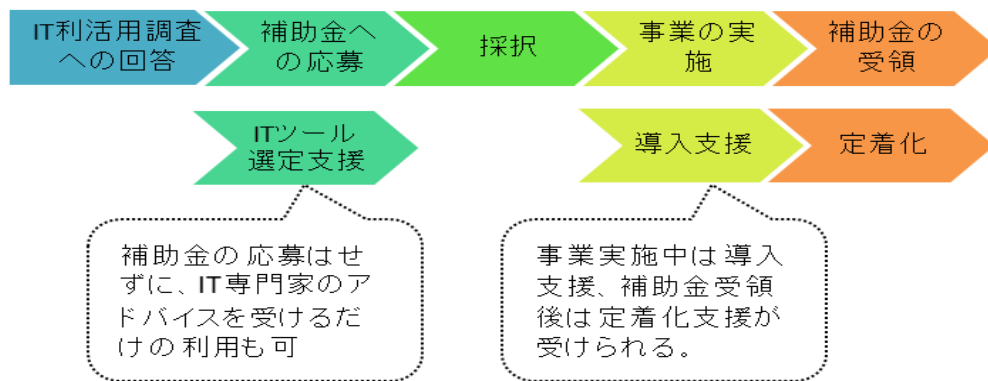 IT利活用調査
への回答
補助金へ
の応募
採択
事業の実
施
補助金の
受領
ITツール
選定支援
導入支援
定着化
補助金の応募はせ
ずに、IT専門家のア
ドバイスを受けるだ
けの利用も可
事業実施中は導入
支援、補助金受領
後は定着化支援が
受けられる。